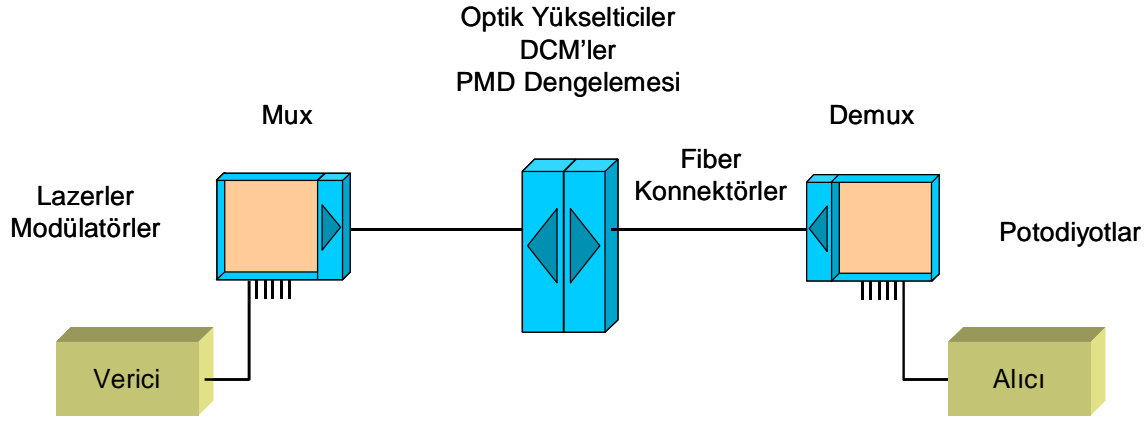 Optik Yükselticiler
DCM’ler
PMD Dengelemesi
Mux
Demux
Lazerler
Modülatörler
Fiber
Konnektörler
Potodiyotlar
Verici
Alıcı